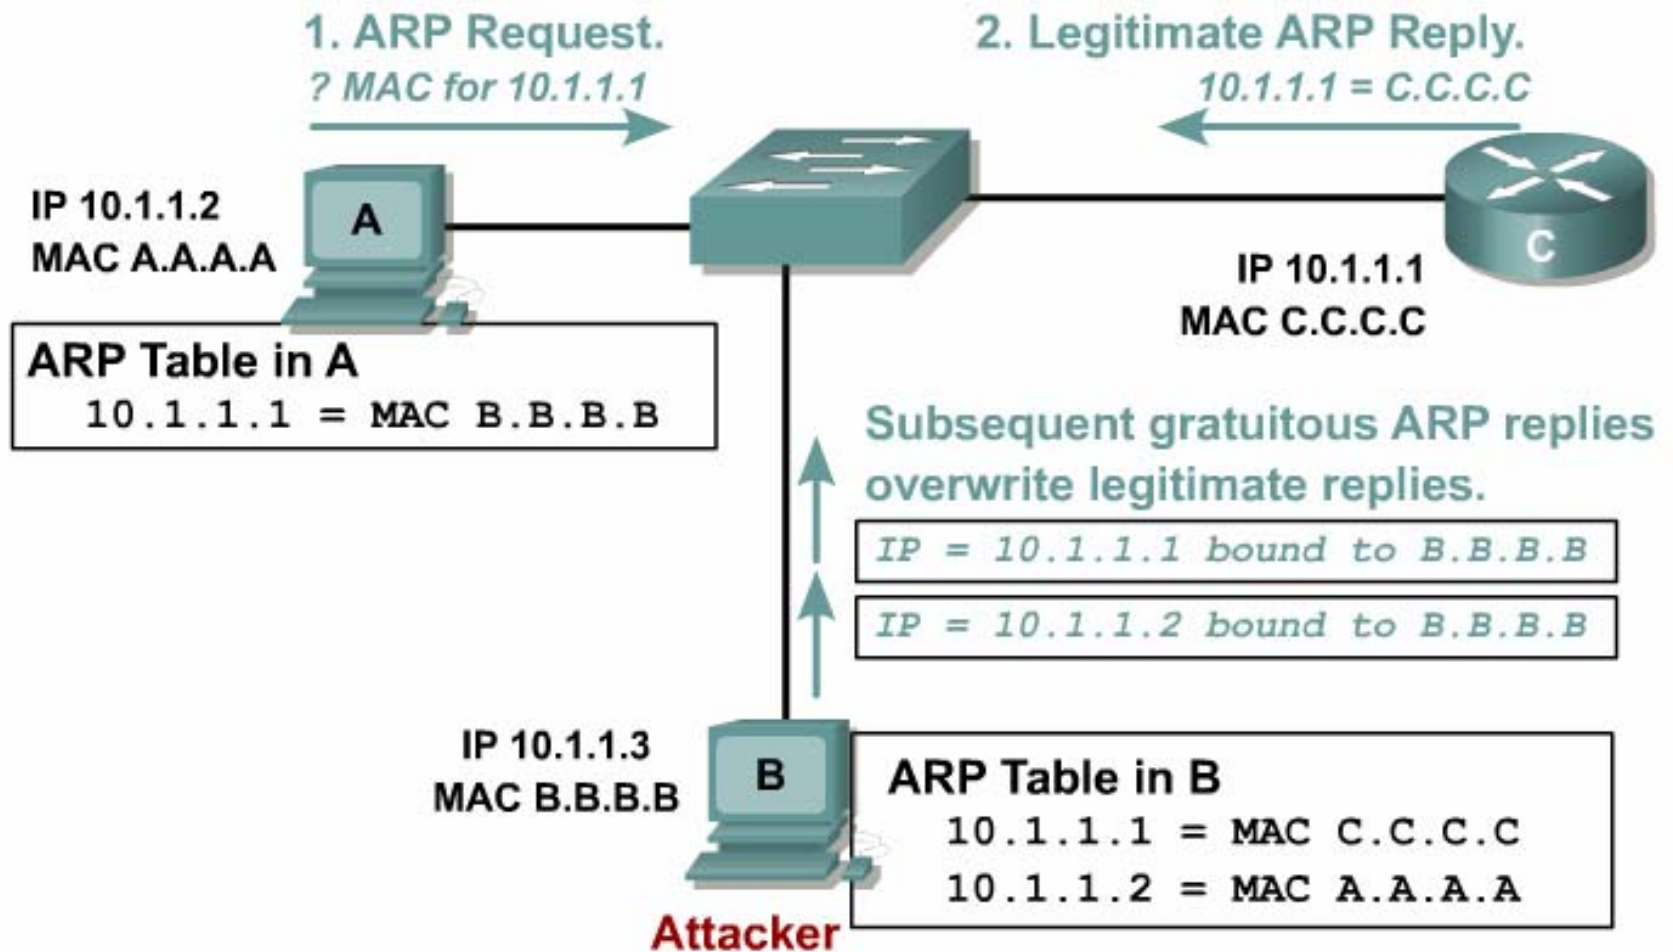 1. ARP Request.
? MAC for 10.1.1.1
2. Legitimate ARP Reply.
10.1.1.1 = C.C.C.C
IP 10.1.1.2
MAC A.A.A.A
A
C
IP 10.1.1.1
MAC C.C.C.C
ARP Table in A
10.1.1.1 = MAC B.B.B.B
Subsequent gratuitous ARP replies
overwrite legitimate replies.
IP = 10.1.1.1 bound to B.B.B.B
IP = 10.1.1.2 bound to B.B.B.B
IP 10.1.1.3
MAC B.B.B.B
B
Attacker
ARP Table in B
10.1.1.1 = MAC C.C.C.C
10.1.1.2 = MAC A.A.A.A